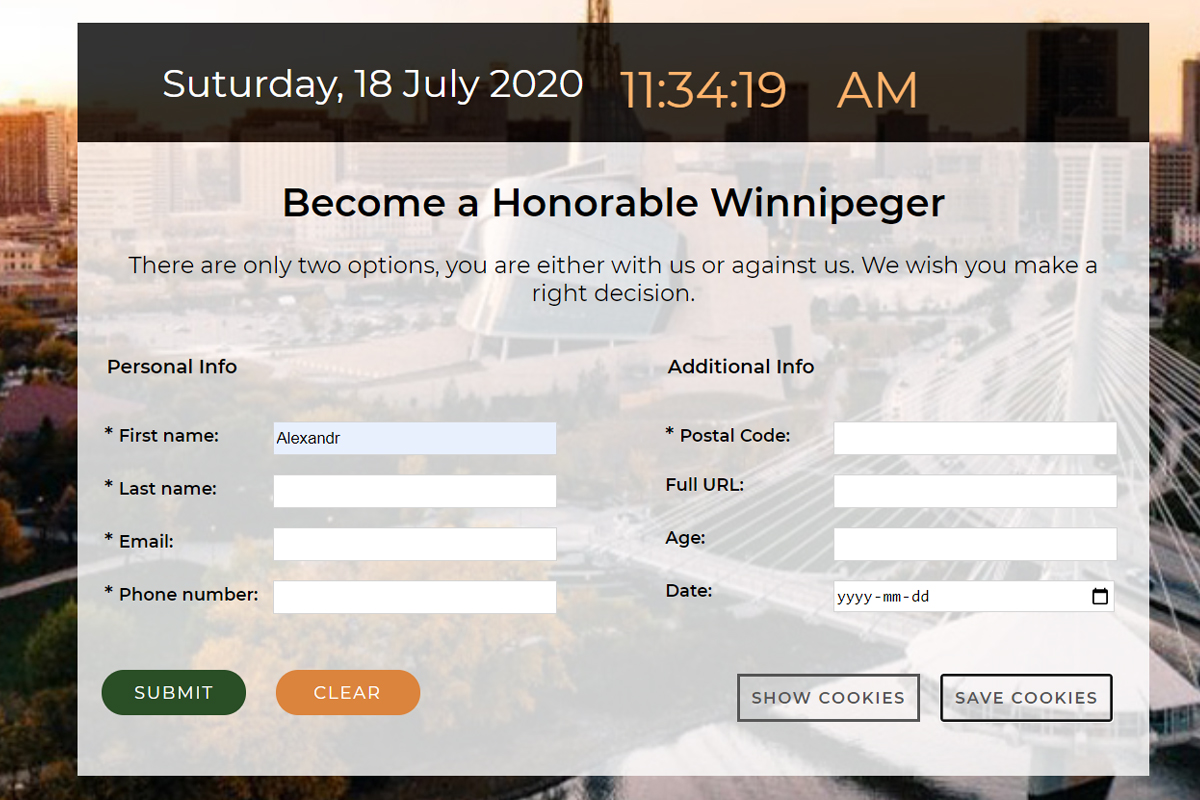 Suturday, 18 July 2020 11:34:19 AM
Become a Honorable Winnipeger
There are only two options, you are either with us or against us. We wish you make a
right decision.
Personal Info
* First name: Alexandr
* Last name:
* Email:
* Phone number:
Additional Info
* Postal Code:
Full URL:
Age:
Date: yyyy-mm-dd
SUBMIT CLEAR SHOW COOKIES SAVE COOKIES